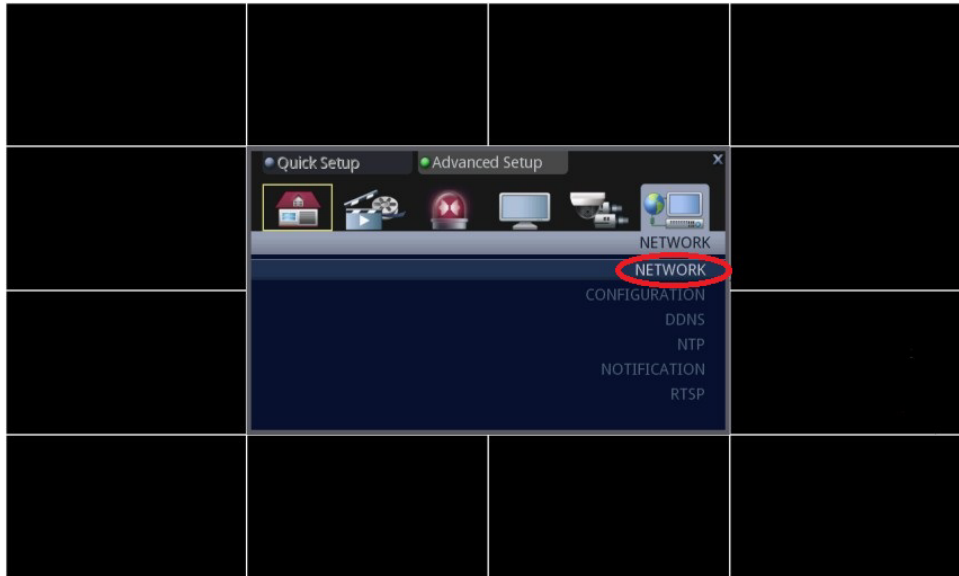 Quick Setup Advanced Setup X
NETWORK
NETWORK
CONFIGURATION
DDNS
NTP
NOTIFICATION
RTSP